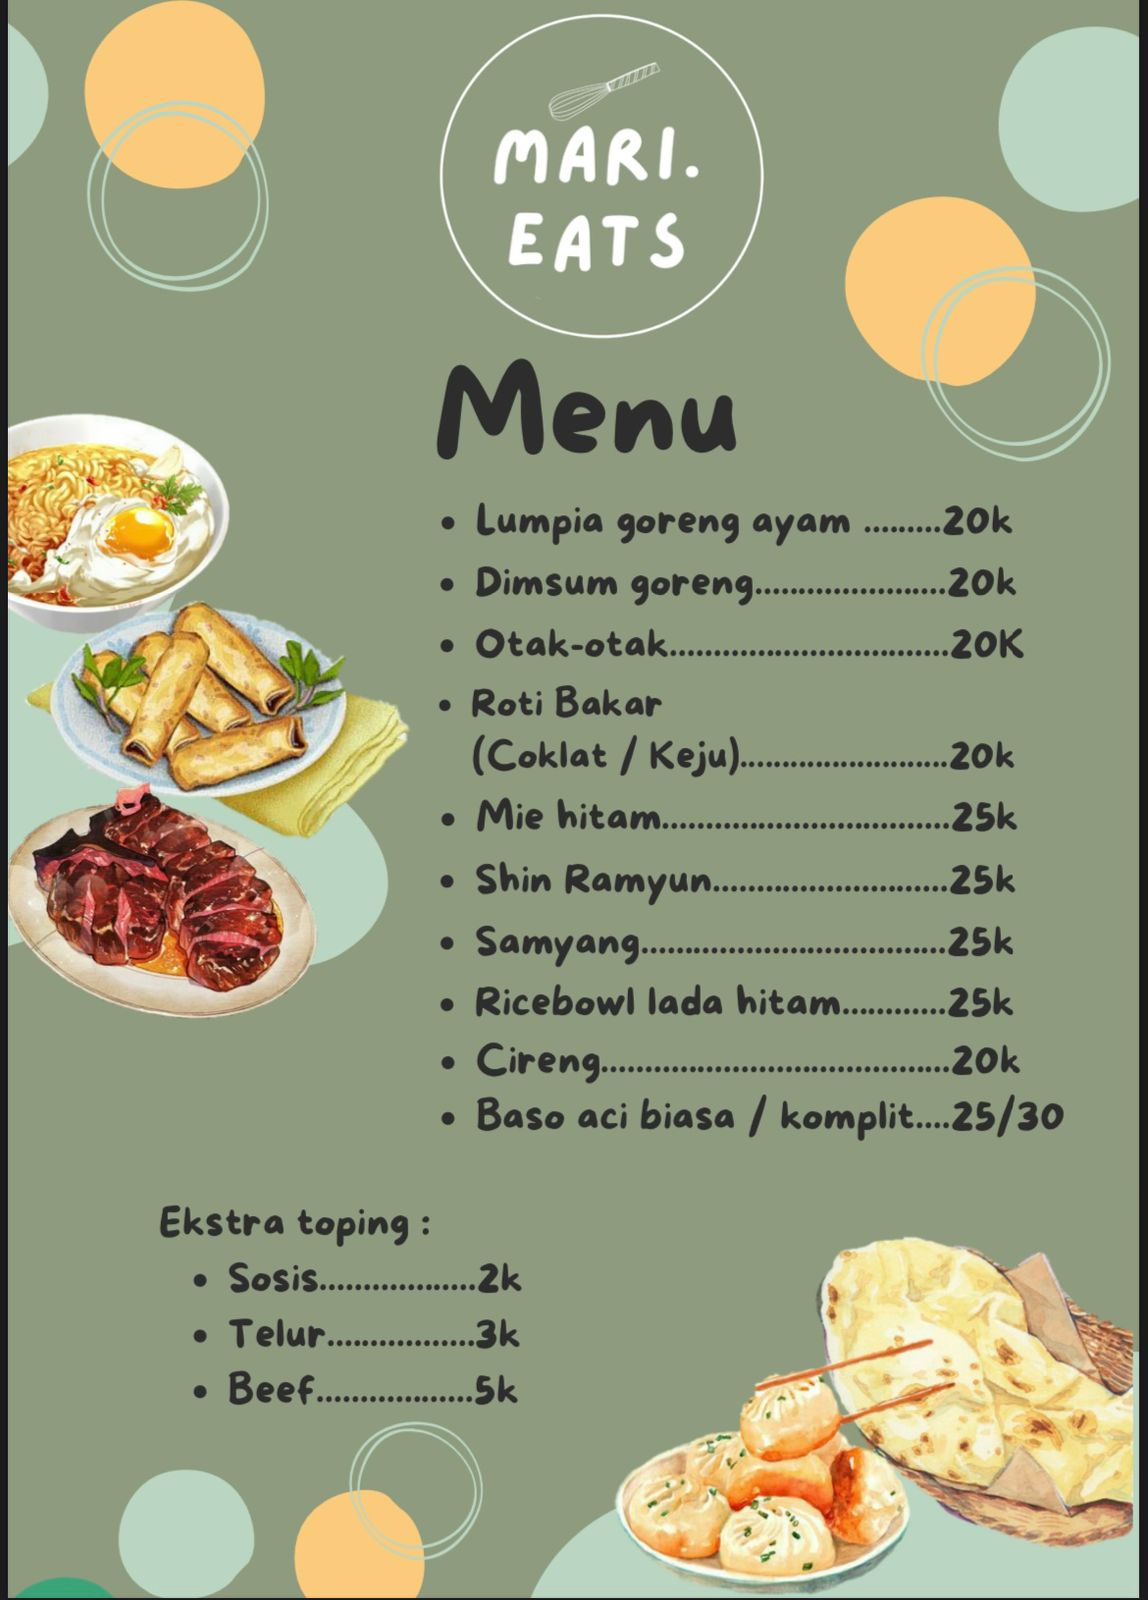 MARI.
EATS
Menu
• Lumpia goreng ayam .........20k
• Dimsum goreng.....................20k
• Otak-otak...............................20K
• Roti Bakar
(Coklat / Keju).......................20k
• Mie hitam................................25k
• Shin Ramyun..........................25k
• Samyang..................................25k
• Ricebowl lada hitam............25k
• Cireng.......................................20k
• Baso aci biasa / komplit....25/30
Ekstra toping :
• Sosis..................2k
• Telur.................3k
• Beef..................5k